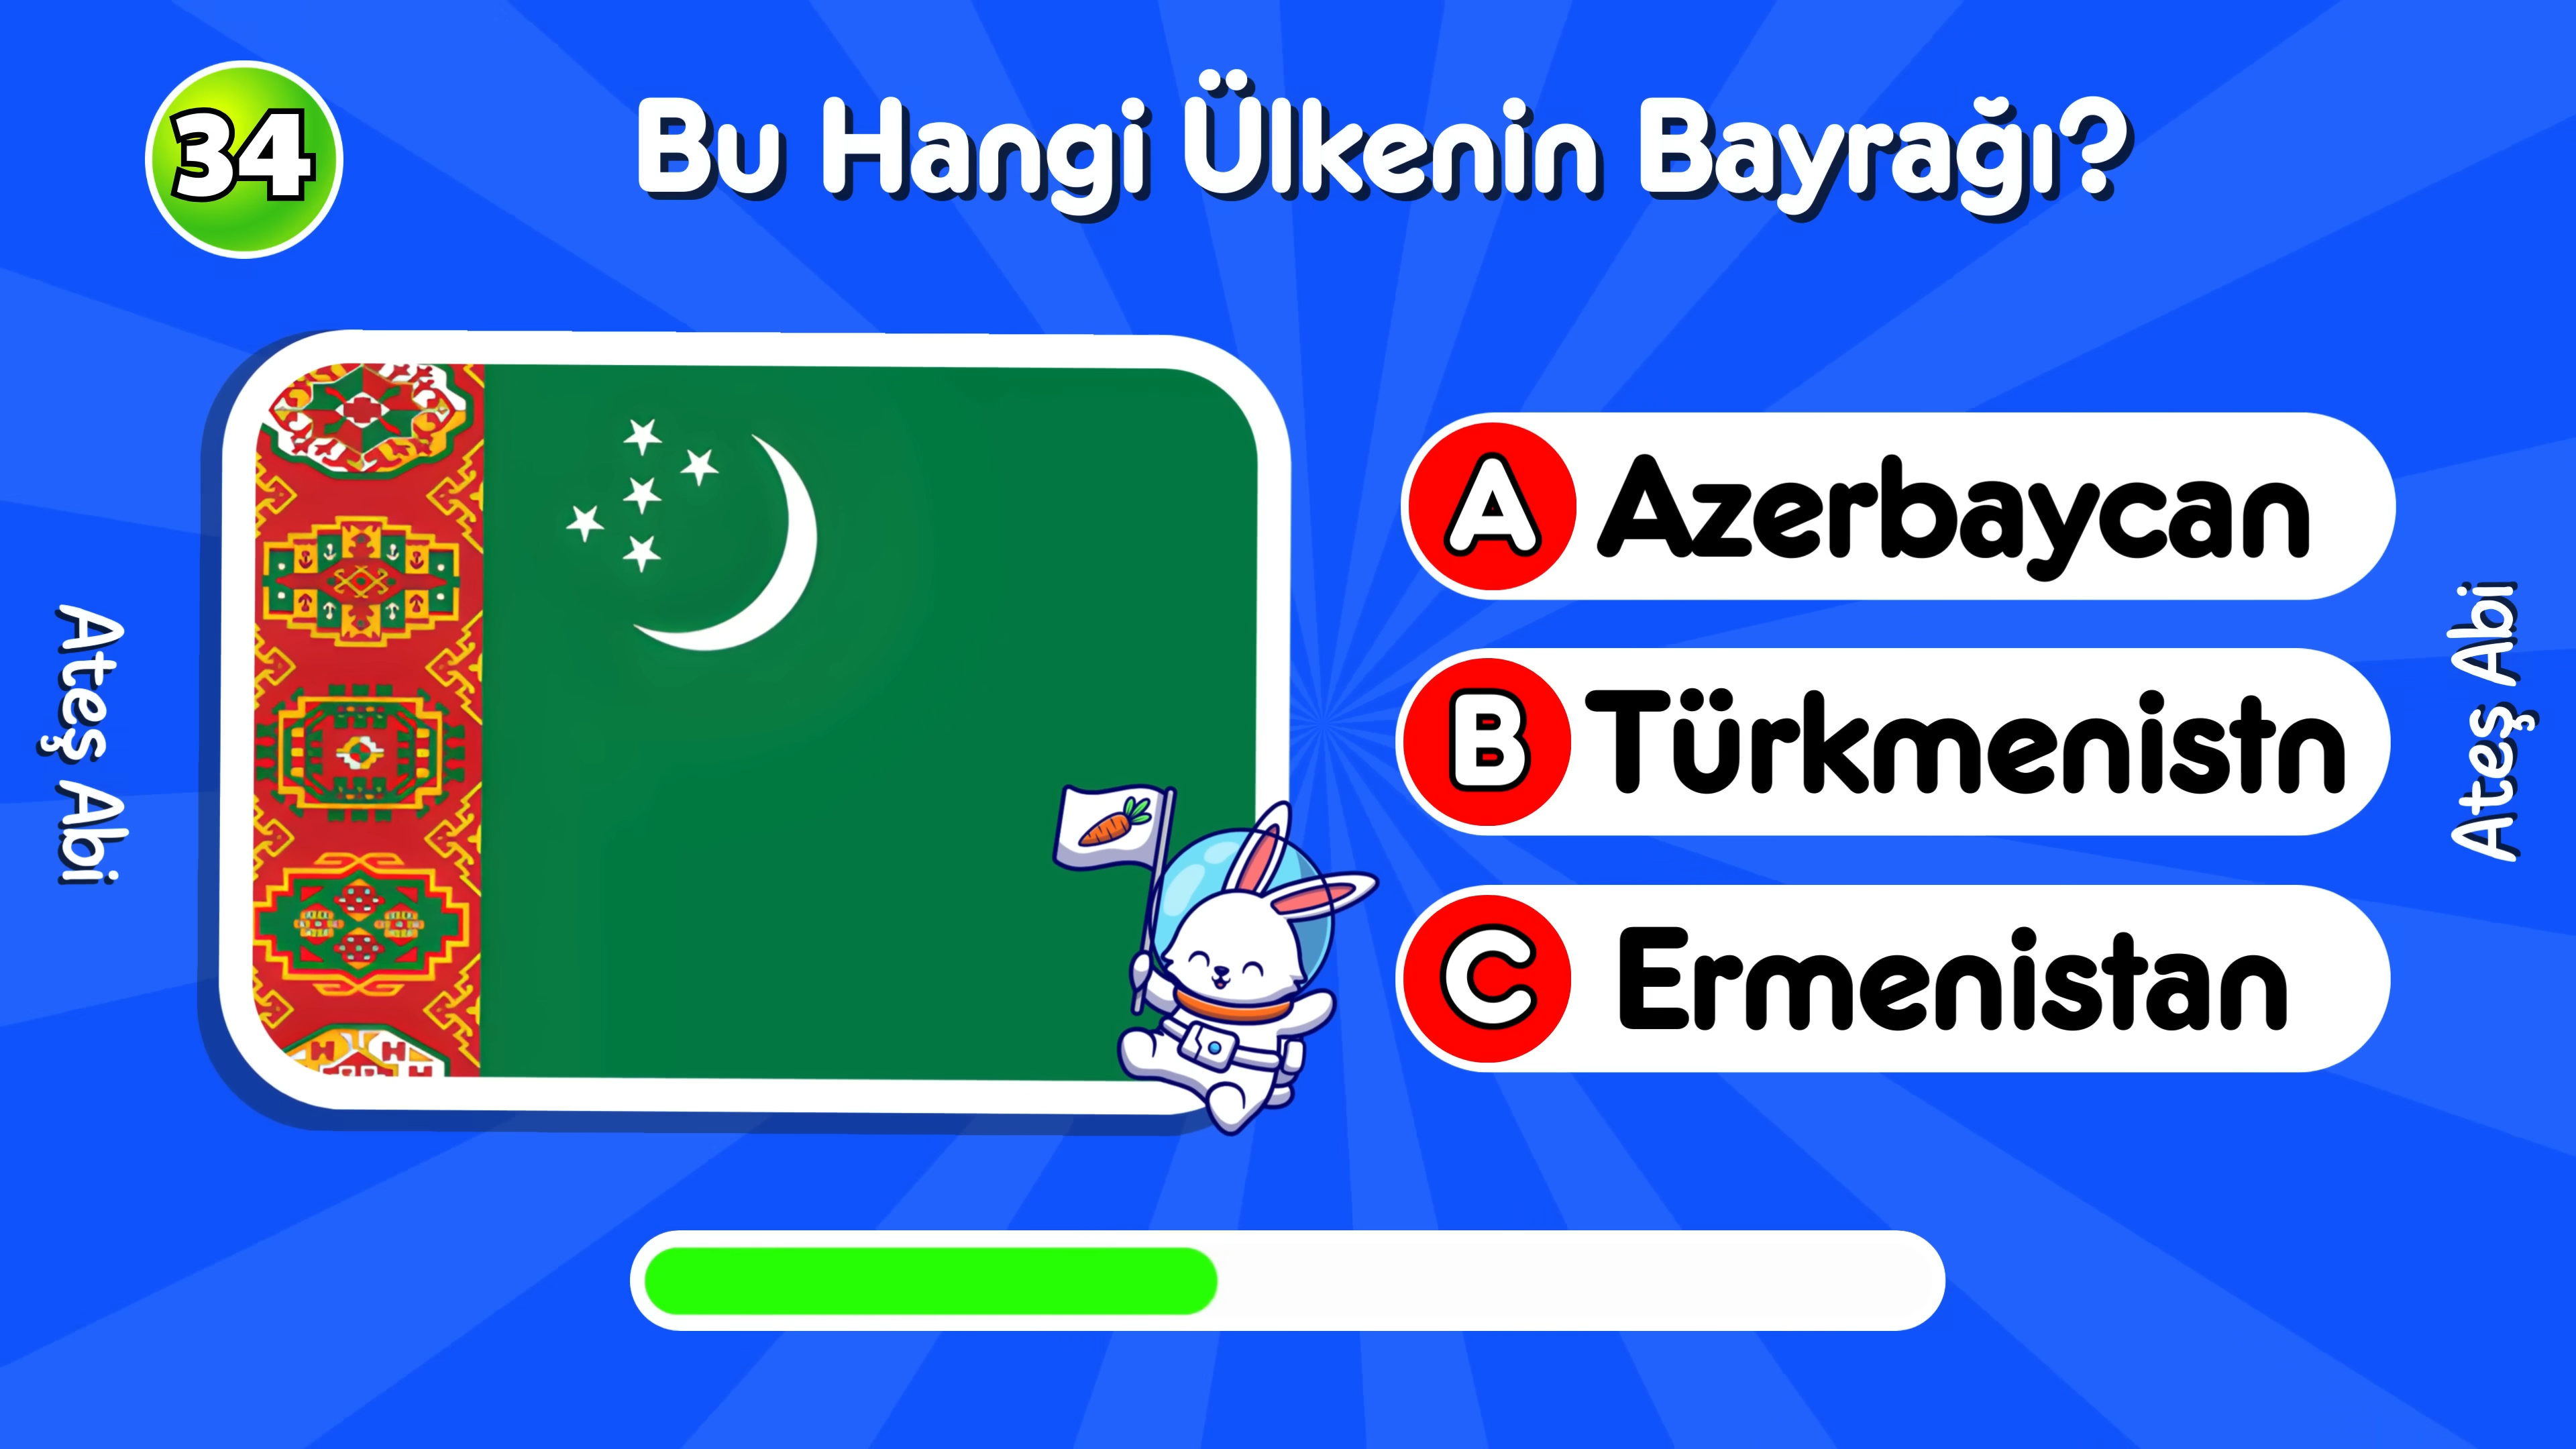 34
Bu Hangi Ülkenin Bayrağı?
A Azerbaycan
B Türkmenistn
C Ermenistan
Ateş Abi
Ateş Abi